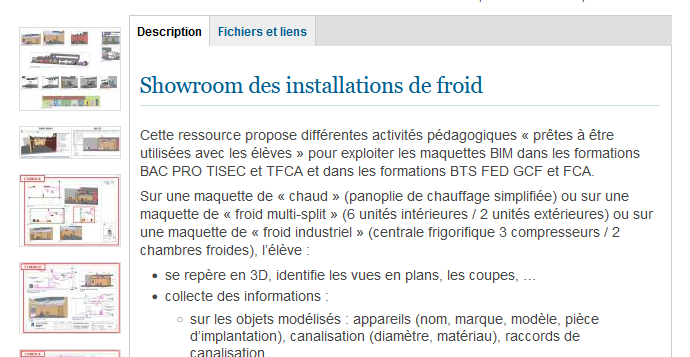 Description
Fichiers et liens
Showroom des installations de froid
Cette ressource propose différentes activités pédagogiques « prêtes à être
utilisées avec les élèves » pour exploiter les maquettes BIM dans les formations
BAC PRO TISEC et TFCA et dans les formations BTS FED GCF et FCA.
Sur une maquette de « chaud » (panoplie de chauffage simplifiée) ou sur une
maquette de « froid multi-split » (6 unités intérieures / 2 unités extérieures) ou sur
une maquette de « froid industriel » (centrale frigorifique 3 compresseurs / 2
chambres froides), l'élève :
• se repère en 3D, identifie les vues en plans, les coupes, …
• collecte des informations :
○ sur les objets modélisés : appareils (nom, marque, modèle, pièce
d'implantation), canalisation (diamètre, matériau), raccords de
canalisation